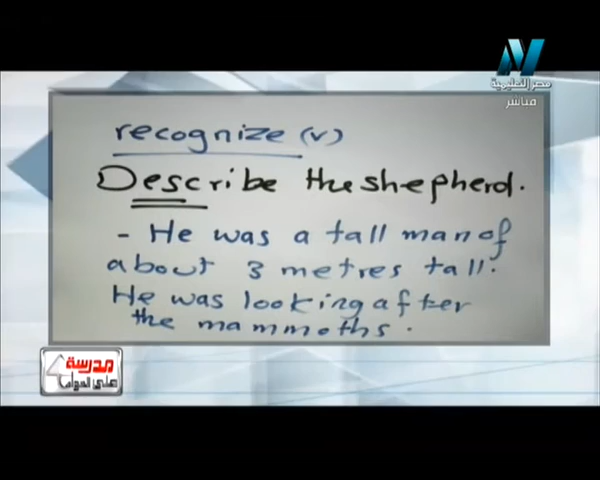 مصر التعليمية
مباشر
recognize (v)
Describe the shepherd.
- He was a tall man of
about 3 metres tall.
He was looking after
the mammoths.
مدرسة
على الهواء